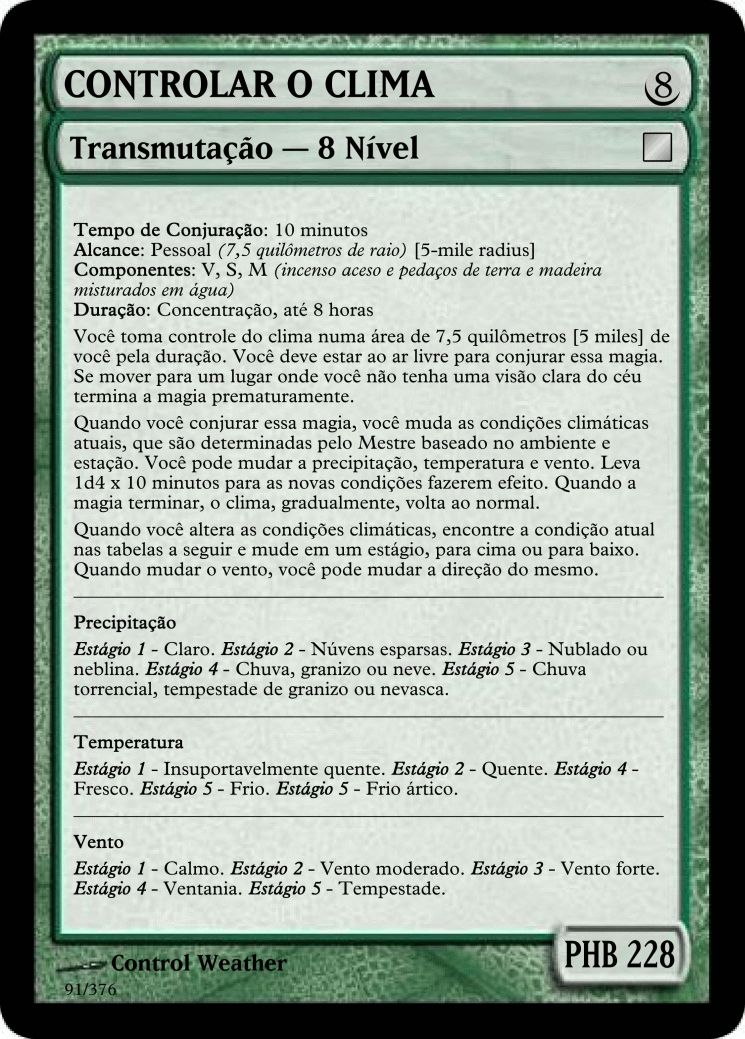 CONTROLAR O CLIMA
8
Transmutação — 8 Nível
Tempo de Conjuração: 10 minutos
Alcance: Pessoal (7,5 quilômetros de raio) [5-mile radius]
Componentes: V, S, M (incenso aceso e pedaços de terra e madeira
misturados em água)
Duração: Concentração, até 8 horas
Você toma controle do clima numa área de 7,5 quilômetros [5 miles] de
você pela duração. Você deve estar ao ar livre para conjurar essa magia.
Se mover para um lugar onde você não tenha uma visão clara do céu
termina a magia prematuramente.
Quando você conjurar essa magia, você muda as condições climáticas
atuais, que são determinadas pelo Mestre baseado no ambiente e
estação. Você pode mudar a precipitação, temperatura e vento. Leva
1d4 x 10 minutos para as novas condições fazerem efeito. Quando a
magia terminar, o clima, gradualmente, volta ao normal.
Quando você altera as condições climáticas, encontre a condição atual
nas tabelas a seguir e mude em um estágio, para cima ou para baixo.
Quando mudar o vento, você pode mudar a direção do mesmo.
Precipitação
Estágio 1 - Claro. Estágio 2 - Núvens esparsas. Estágio 3 - Nublado ou
neblina. Estágio 4 - Chuva, granizo ou neve. Estágio 5 - Chuva
torrencial, tempestade de granizo ou nevasca.
Temperatura
Estágio 1 - Insuportavelmente quente. Estágio 2 - Quente. Estágio 4 -
Fresco. Estágio 5 - Frio. Estágio 5 - Frio ártico.
Vento
Estágio 1 - Calmo. Estágio 2 - Vento moderado. Estágio 3 - Vento forte.
Estágio 4 - Ventania. Estágio 5 - Tempestade.
PHB 228
Control Weather
91/376